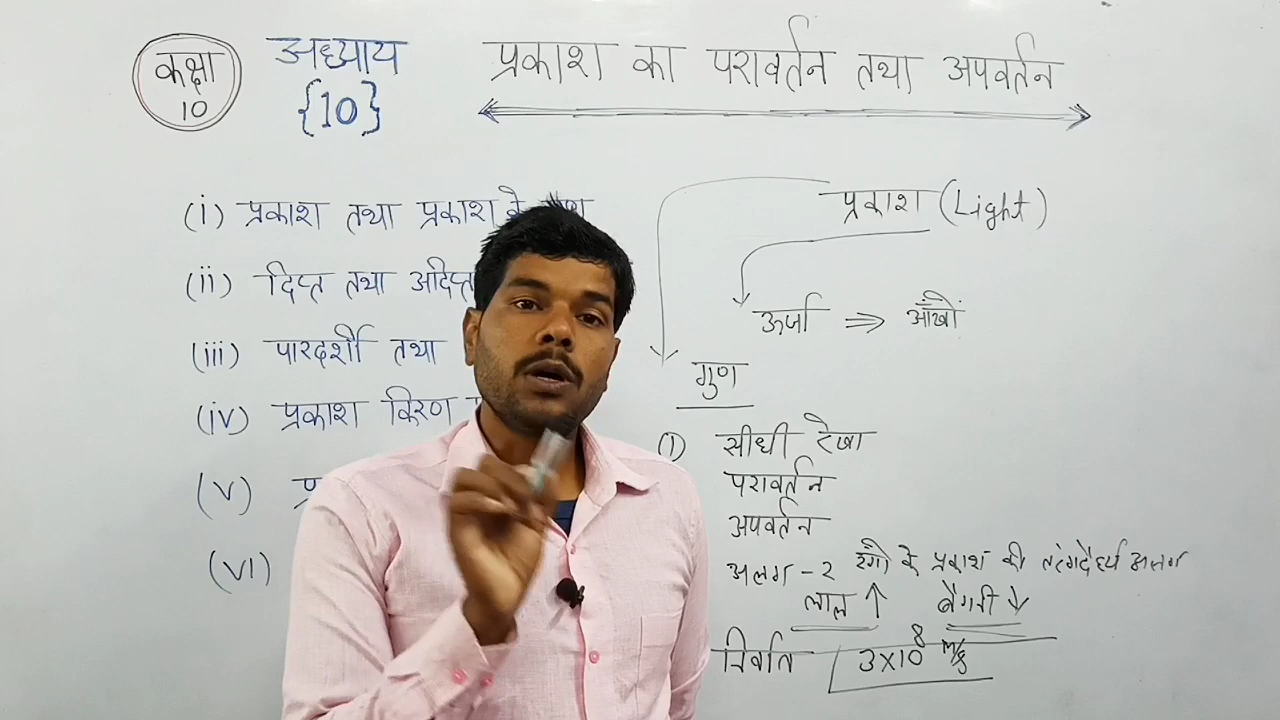 कक्षा
10
अध्याय
{10}
प्रकाश का परावर्तन तथा अपवर्तन
(i) प्रकाश तथा प्रकाश के गुण
(ii) दिप्त तथा अदिप्त
(iii) पारदर्शी तथा
(iv) प्रकाश किरण
(v)
(vi)
प्रकाश (Light)
ऊर्जा ⇒ आँखों
गुण
① सीधी रेखा
परावर्तन
अपवर्तन
अलग-२ रंगों के प्रकाश की तरंगदैर्ध्य अलग
लाल ↑ बैगनी ↓
निर्वात 3×10⁸ m/s